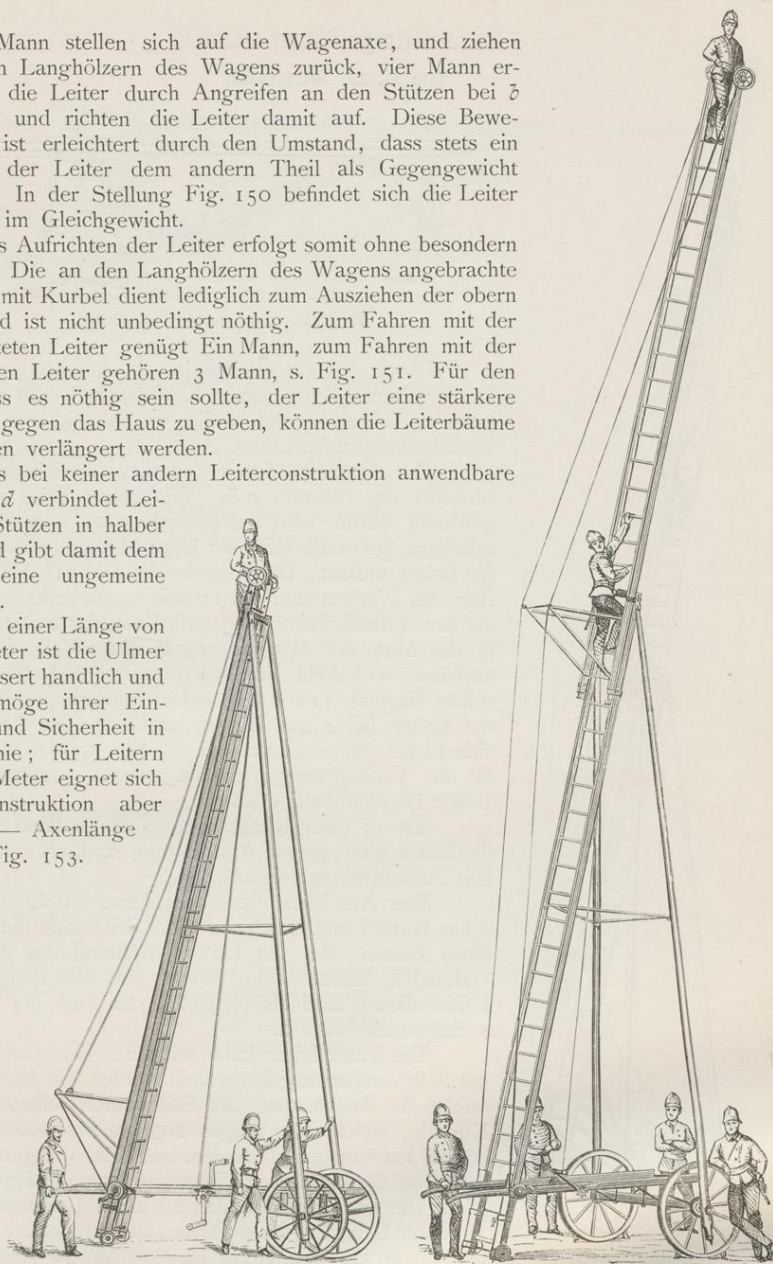 Mann stellen sich auf die Wagenaxe, und ziehen
n Langhölzern des Wagens zurück, vier Mann er-
die Leiter durch Angreifen an den Stützen bei b
und richten die Leiter damit auf. Diese Bewe-
ist erleichtert durch den Umstand, dass stets ein
der Leiter dem andern Theil als Gegengewicht
In der Stellung Fig. 150 befindet sich die Leiter
im Gleichgewicht.
s Aufrichten der Leiter erfolgt somit ohne besondern
Die an den Langhölzern des Wagens angebrachte
mit Kurbel dient lediglich zum Ausziehen der obern
d ist nicht unbedingt nöthig. Zum Fahren mit der
eten Leiter genügt Ein Mann, zum Fahren mit der
en Leiter gehören 3 Mann, s. Fig. 151. Für den
ss es nöthig sein sollte, der Leiter eine stärkere
gegen das Haus zu geben, können die Leiterbäume
en verlängert werden.
s bei keiner andern Leiterconstruktion anwendbare
d verbindet Lei-
Stützen in halber
d gibt damit dem
eine ungemeine
.
einer Länge von
eter ist die Ulmer
sert handlich und
möge ihrer Ein-
und Sicherheit in
nie; für Leitern
Meter eignet sich
nstruktion aber
— Axenlänge
ig. 153.